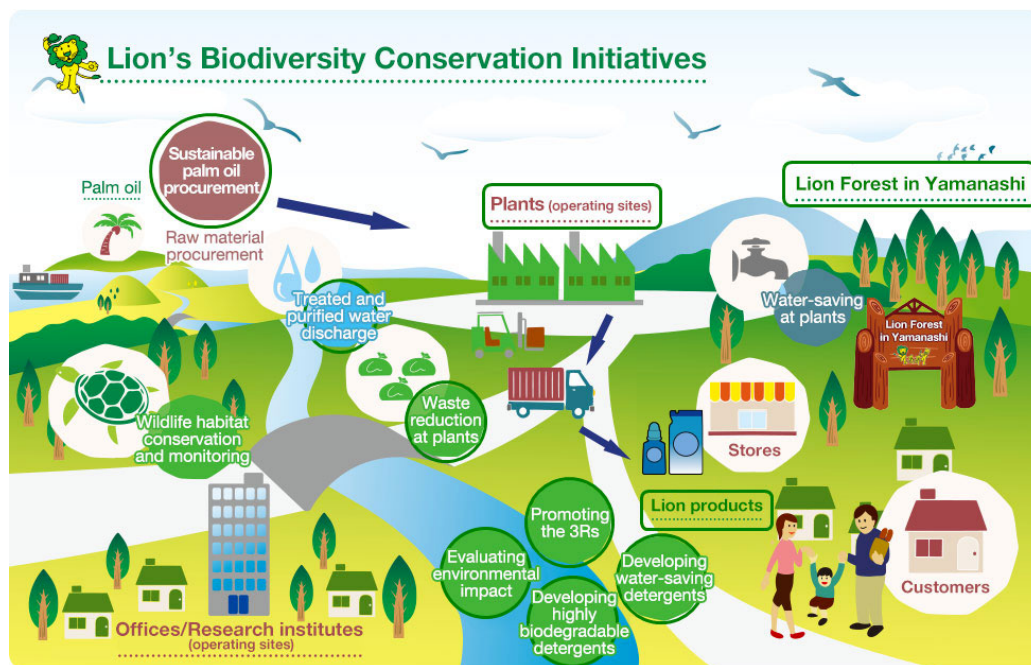 Lion's Biodiversity Conservation Initiatives
Sustainable
palm oil
procurement
Palm oil
Raw material
procurement
Plants (operating sites)
Lion Forest in Yamanashi
Treated and
purified water
discharge
Water-saving
at plants
Lion Forest
in Yamanashi
Wildlife habitat
conservation
and monitoring
Waste
reduction
at plants
Stores
Lion products
Promoting
the 3Rs
Evaluating
environmental
impact
Developing
water-saving
detergents
Developing
highly
biodegradable
detergents
Customers
Offices/Research institutes
(operating sites)